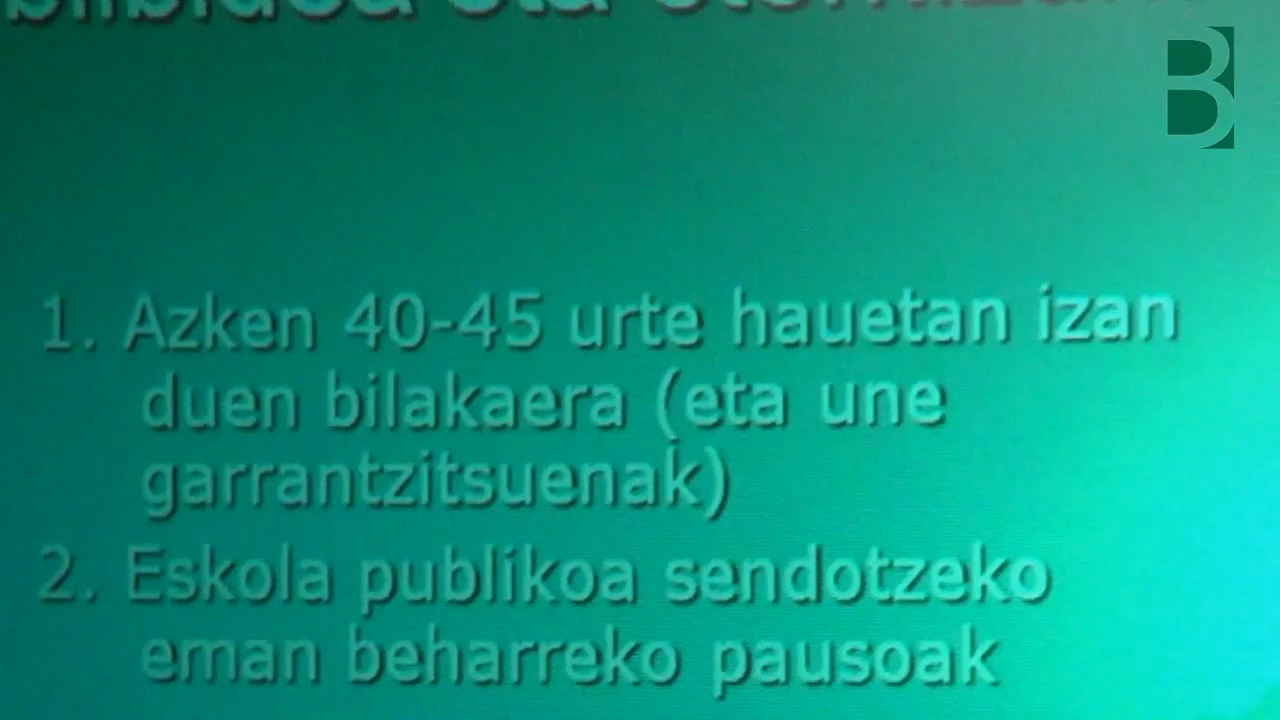 eta
B
1. Azken 40-45 urte hauetan izan
duen bilakaera (eta une
garrantzitsuenak)
2. Eskola publikoa sendotzeko
eman beharreko pausoak